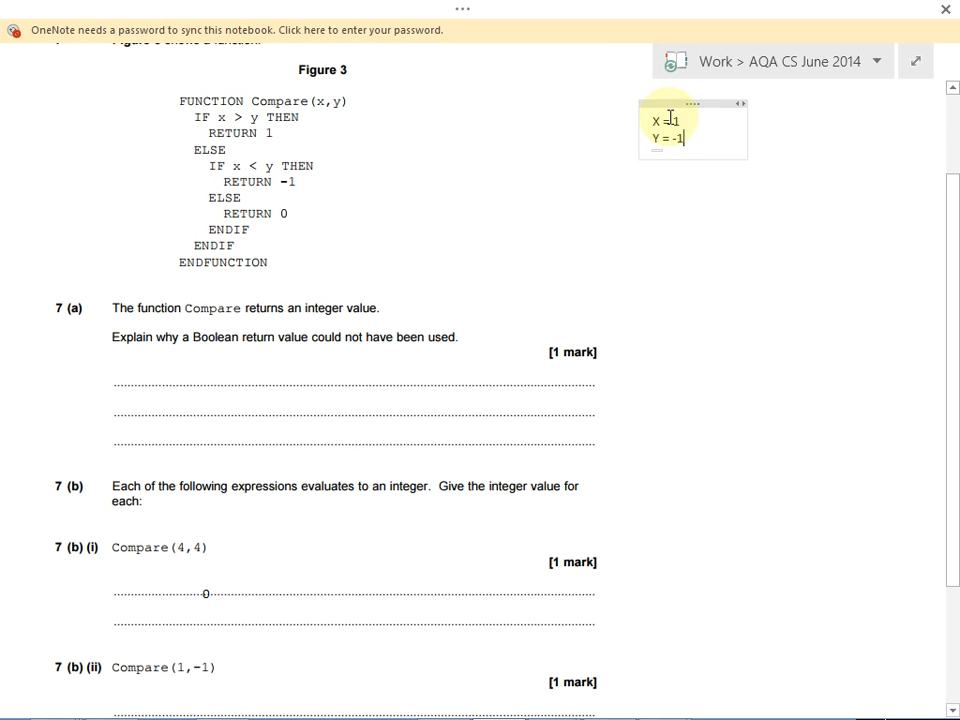 OneNote needs a password to sync this notebook. Click here to enter your password.
Work > AQA CS June 2014
Figure 3
X =-1
Y = -1
FUNCTION Compare(x,y)
IF x > y THEN
RETURN 1
ELSE
IF x < y THEN
RETURN -1
ELSE
RETURN 0
ENDIF
ENDIF
ENDFUNCTION
7 (a) The function Compare returns an integer value.
Explain why a Boolean return value could not have been used.
[1 mark]
7 (b) Each of the following expressions evaluates to an integer. Give the integer value for
each:
7 (b) (i) Compare(4,4)
[1 mark]
0
7 (b) (ii) Compare(1,-1)
[1 mark]